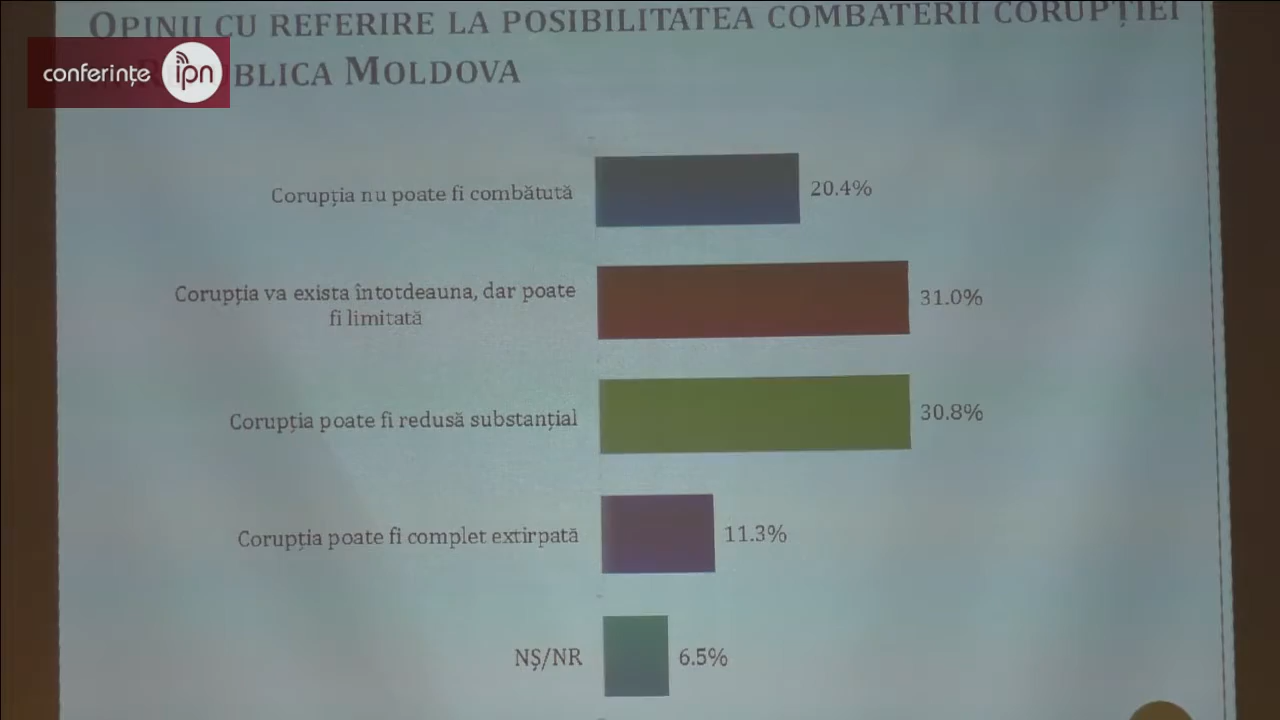 OPINII CU REFERIRE LA POSIBILITATEA COMBATERII CORUPȚIEI
BLICA MOLDOVA
conferințe ipn
Corupția nu poate fi combătută
20.4%
Corupția va exista întotdeauna, dar poate
fi limitată
31.0%
Corupția poate fi redusă substanțial
30.8%
Corupția poate fi complet extirpată
11.3%
NȘ/NR
6.5%